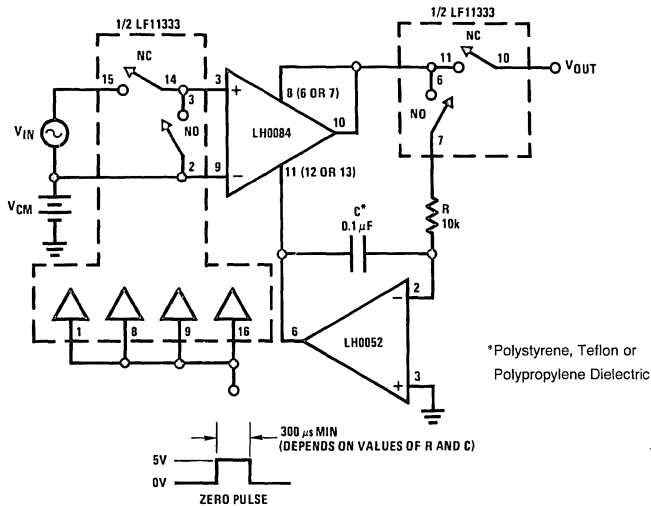 1/2 LF11333
1/2 LF11333
NC
15
14
3
3
NO
2
9
+
−
LH0084
8 (6 OR 7)
10
11 (12 OR 13)
NC
11
10
6
NO
7
VOUT
VIN
VCM
C*
0.1 μF
R
10k
1
8
9
16
6
LH0052
−
2
+
3
*Polystyrene, Teflon or
Polypropylene Dielectric
300 μs MIN
(DEPENDS ON VALUES OF R AND C)
5V
0V
ZERO PULSE